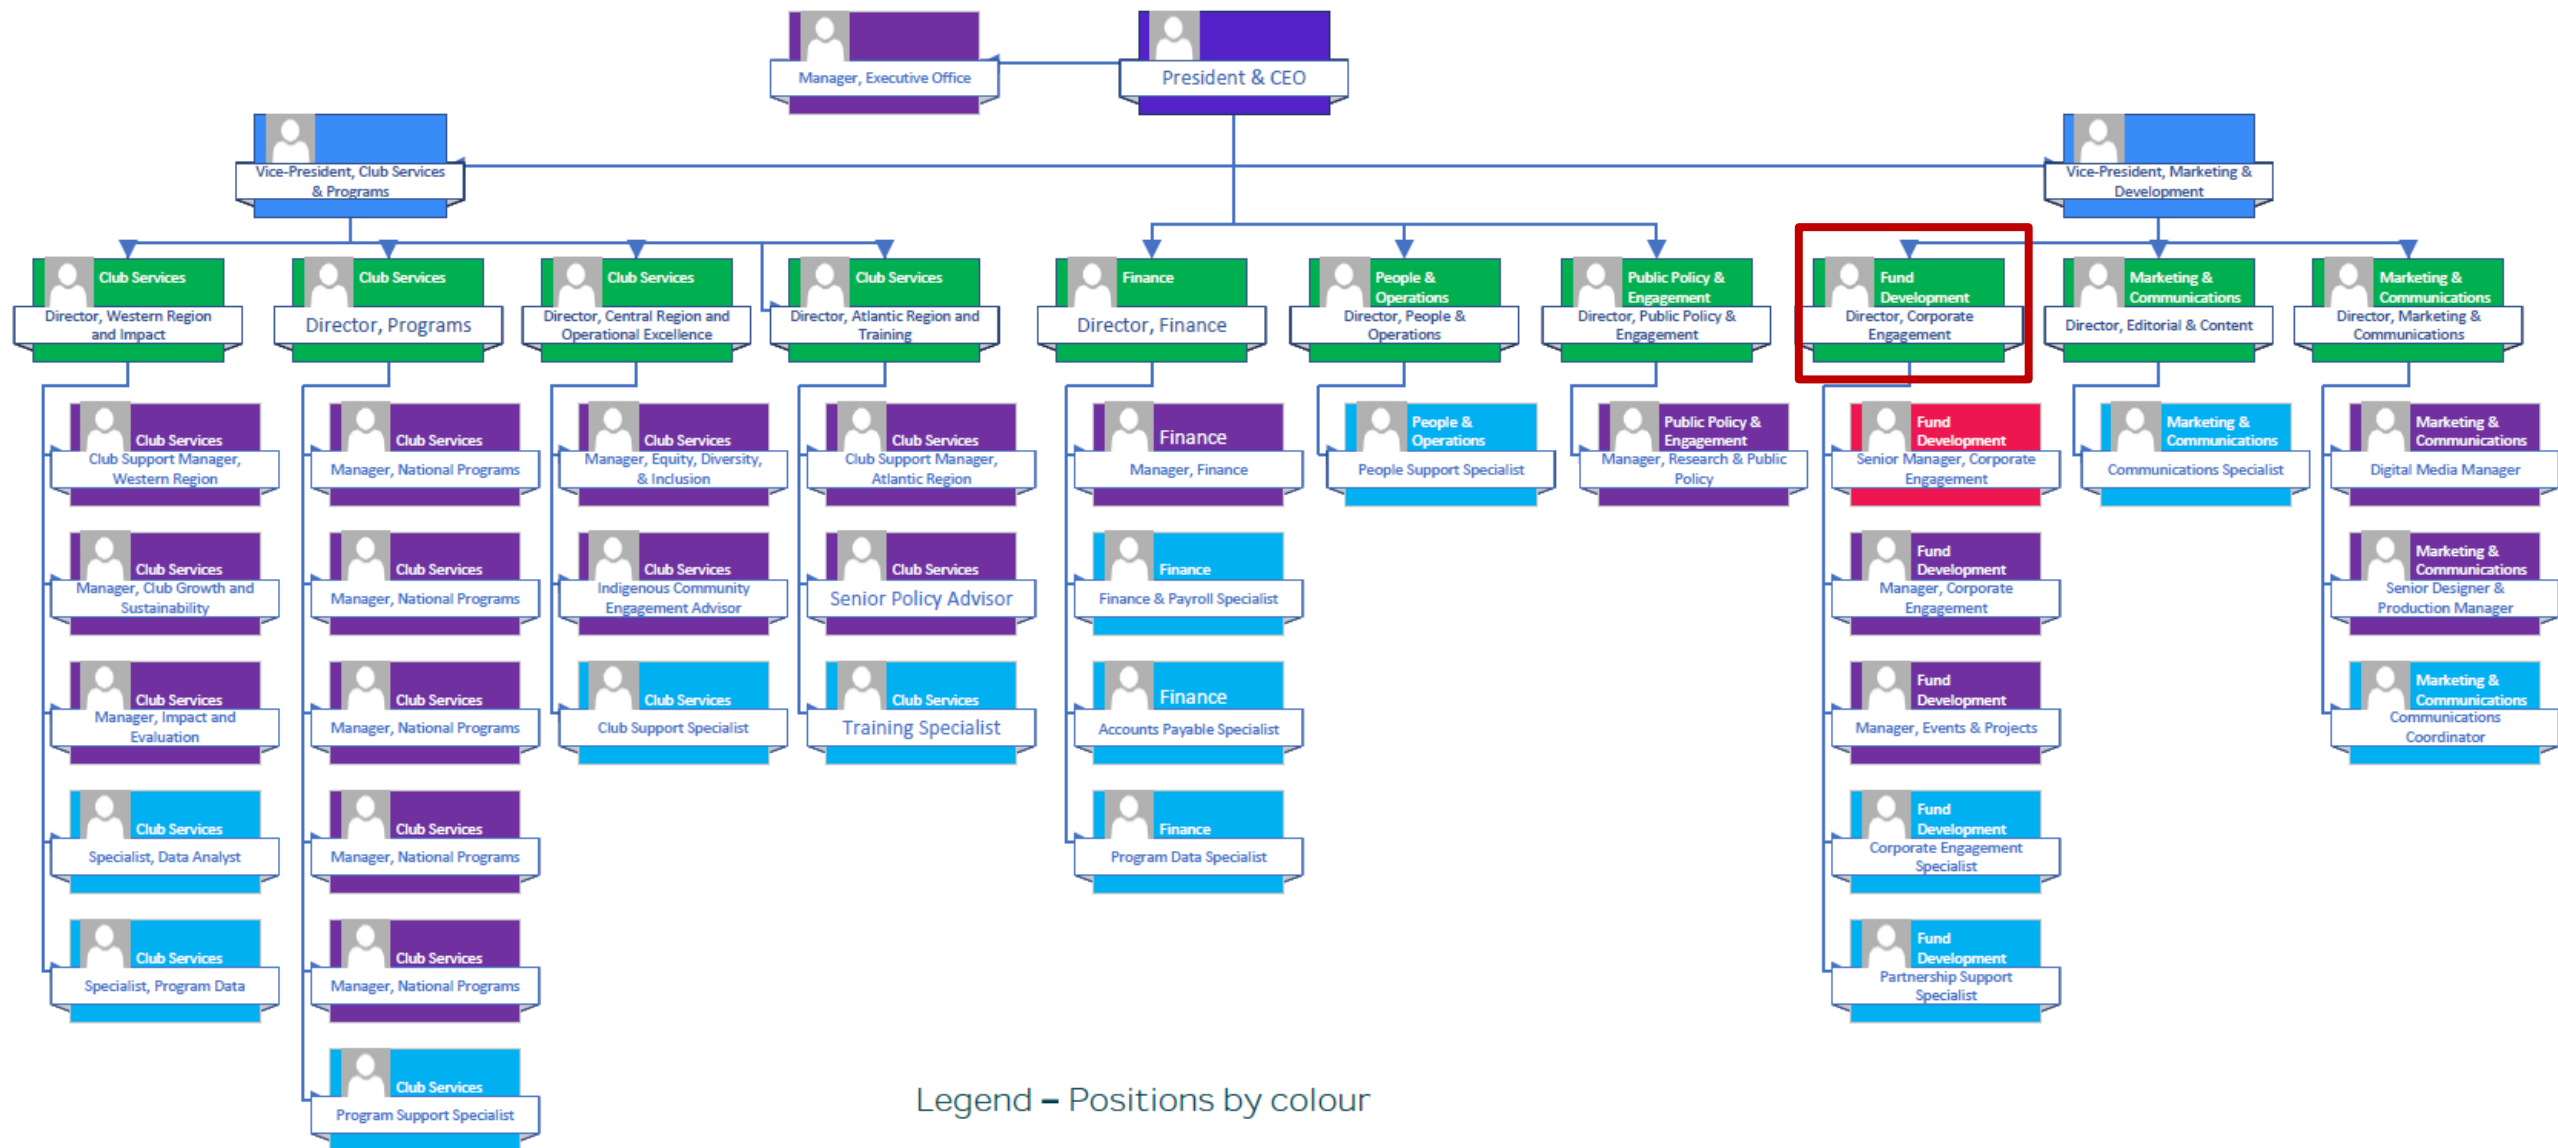 Manager, Executive Office
President & CEO
Vice-President, Club Services
& Programs
Vice-President, Marketing &
Development
Club Services
Director, Western Region
and Impact
Club Services
Director, Programs
Club Services
Director, Central Region and
Operational Excellence
Club Services
Director, Atlantic Region and
Training
Finance
Director, Finance
People &
Operations
Director, People &
Operations
Public Policy &
Engagement
Director, Public Policy &
Engagement
Fund
Development
Director, Corporate
Engagement
Marketing &
Communications
Director, Editorial & Content
Marketing &
Communications
Director, Marketing &
Communications
Club Services
Club Support Manager,
Western Region
Club Services
Manager, National Programs
Club Services
Manager, Equity, Diversity,
& Inclusion
Club Services
Club Support Manager,
Atlantic Region
Finance
Manager, Finance
People &
Operations
People Support Specialist
Public Policy &
Engagement
Manager, Research & Public
Policy
Fund
Development
Senior Manager, Corporate
Engagement
Marketing &
Communications
Communications Specialist
Marketing &
Communications
Digital Media Manager
Club Services
Manager, Club Growth and
Sustainability
Club Services
Manager, National Programs
Club Services
Indigenous Community
Engagement Advisor
Club Services
Senior Policy Advisor
Finance
Finance & Payroll Specialist
Fund
Development
Manager, Corporate
Engagement
Marketing &
Communications
Senior Designer &
Production Manager
Club Services
Manager, Impact and
Evaluation
Club Services
Manager, National Programs
Club Services
Club Support Specialist
Club Services
Training Specialist
Finance
Accounts Payable Specialist
Fund
Development
Manager, Events & Projects
Marketing &
Communications
Communications
Coordinator
Club Services
Specialist, Data Analyst
Club Services
Manager, National Programs
Finance
Program Data Specialist
Fund
Development
Corporate Engagement
Specialist
Club Services
Specialist, Program Data
Club Services
Manager, National Programs
Fund
Development
Partnership Support
Specialist
Club Services
Program Support Specialist
Legend – Positions by colour